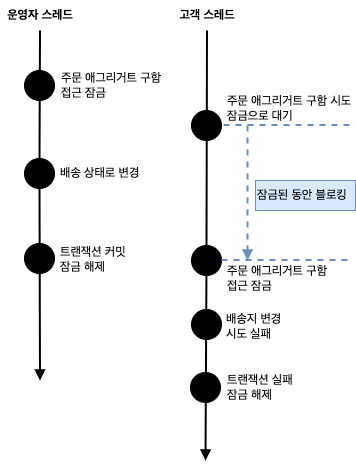 운영자 스레드
주문 애그리거트 구함
접근 잠금
배송 상태로 변경
트랜잭션 커밋
잠금 해제
고객 스레드
주문 애그리거트 구함 시도
잠금으로 대기
잠금된 동안 블로킹
주문 애그리거트 구함
접근 잠금
배송지 변경
시도 실패
트랜잭션 실패
잠금 해제